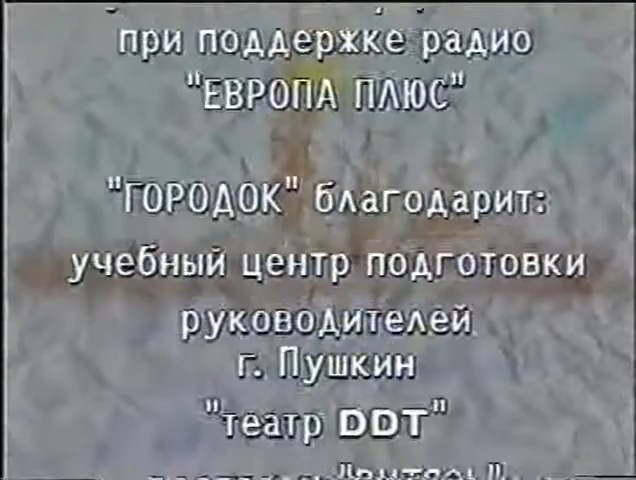 при поддержке радио
"ЕВРОПА ПЛЮС"
"ГОРОДОК" благодарит:
учебный центр подготовки
руководителей
г. Пушкин
"театр DDT"